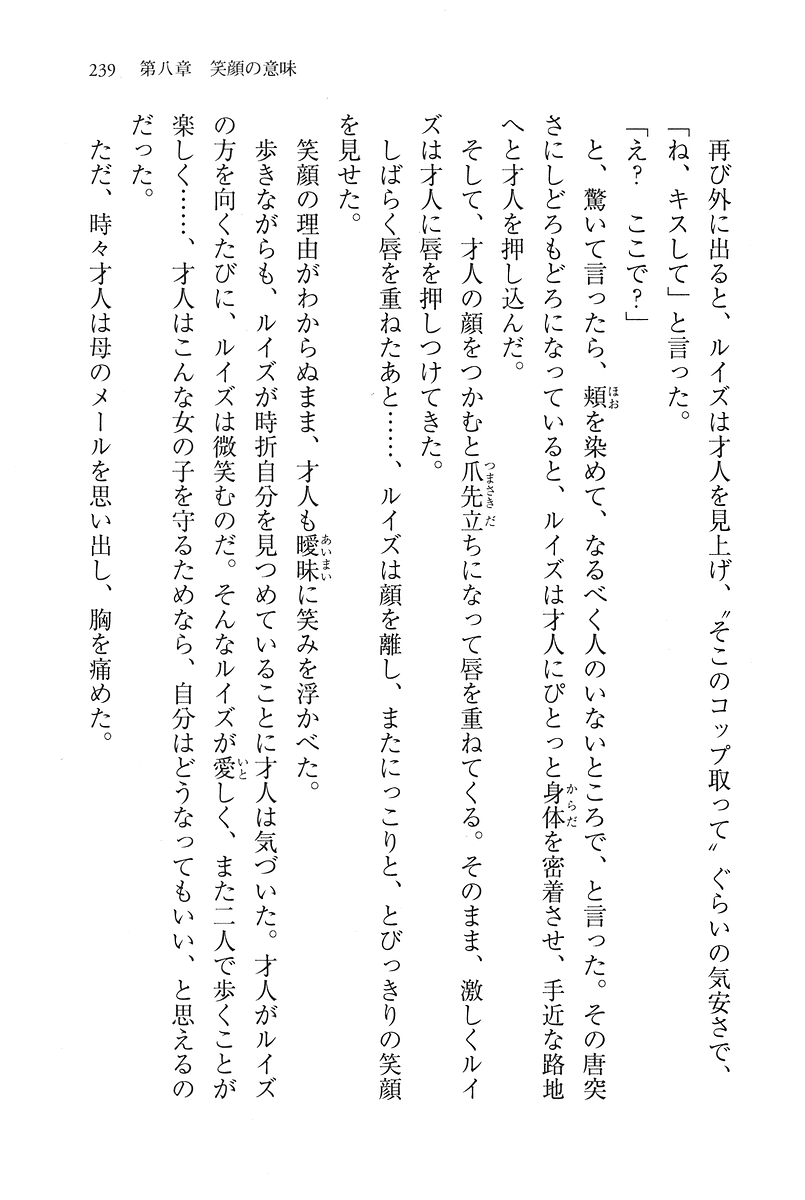 239 第八章 笑顔の意味
再び外に出ると、ルイズは才人を見上げ、〝そこのコップ取って〟ぐらいの気安さで、
「ね、キスして」と言った。
「え? ここで?」
と、驚いて言ったら、頬を染めて、なるべく人のいないところで、と言った。その唐突
さにしどろもどろになっていると、ルイズは才人にぴとっと身体を密着させ、手近な路地
へと才人を押し込んだ。
そして、才人の顔をつかむと爪先立ちになって唇を重ねてくる。そのまま、激しくルイ
ズは才人に唇を押しつけてきた。
しばらく唇を重ねたあと……、ルイズは顔を離し、またにっこりと、とびっきりの笑顔
を見せた。
笑顔の理由がわからぬまま、才人も曖昧に笑みを浮かべた。
歩きながらも、ルイズが時折自分を見つめていることに才人は気づいた。才人がルイズ
の方を向くたびに、ルイズは微笑むのだ。そんなルイズが愛しく、また二人で歩くことが
楽しく……、才人はこんな女の子を守るためなら、自分はどうなってもいい、と思えるの
だった。
ただ、時々才人は母のメールを思い出し、胸を痛めた。